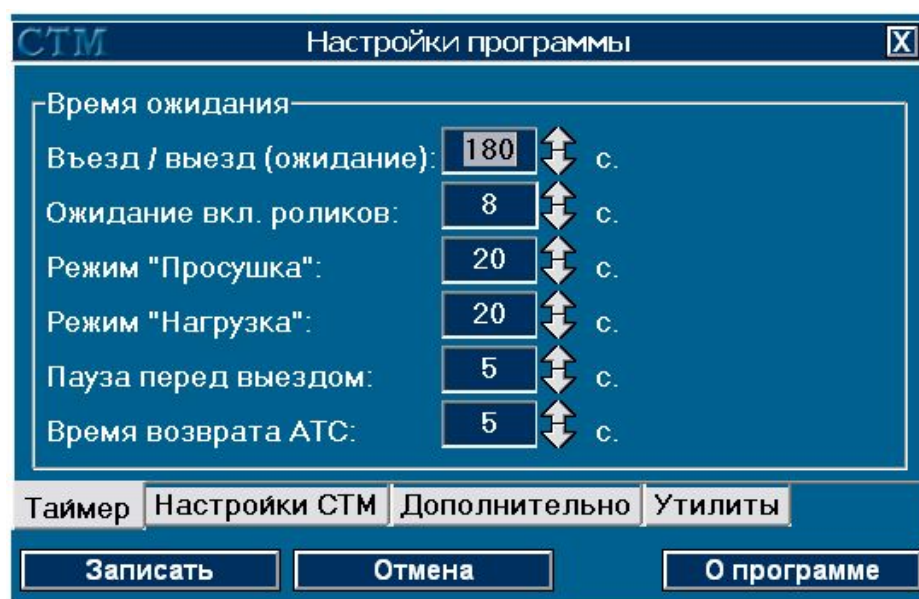 СТМ Настройки программы X
Время ожидания
Въезд / выезд (ожидание): 180 с.
Ожидание вкл. роликов: 8 с.
Режим "Просушка": 20 с.
Режим "Нагрузка": 20 с.
Пауза перед выездом: 5 с.
Время возврата АТС: 5 с.
Таймер Настройки СТМ Дополнительно Утилиты
Записать Отмена О программе